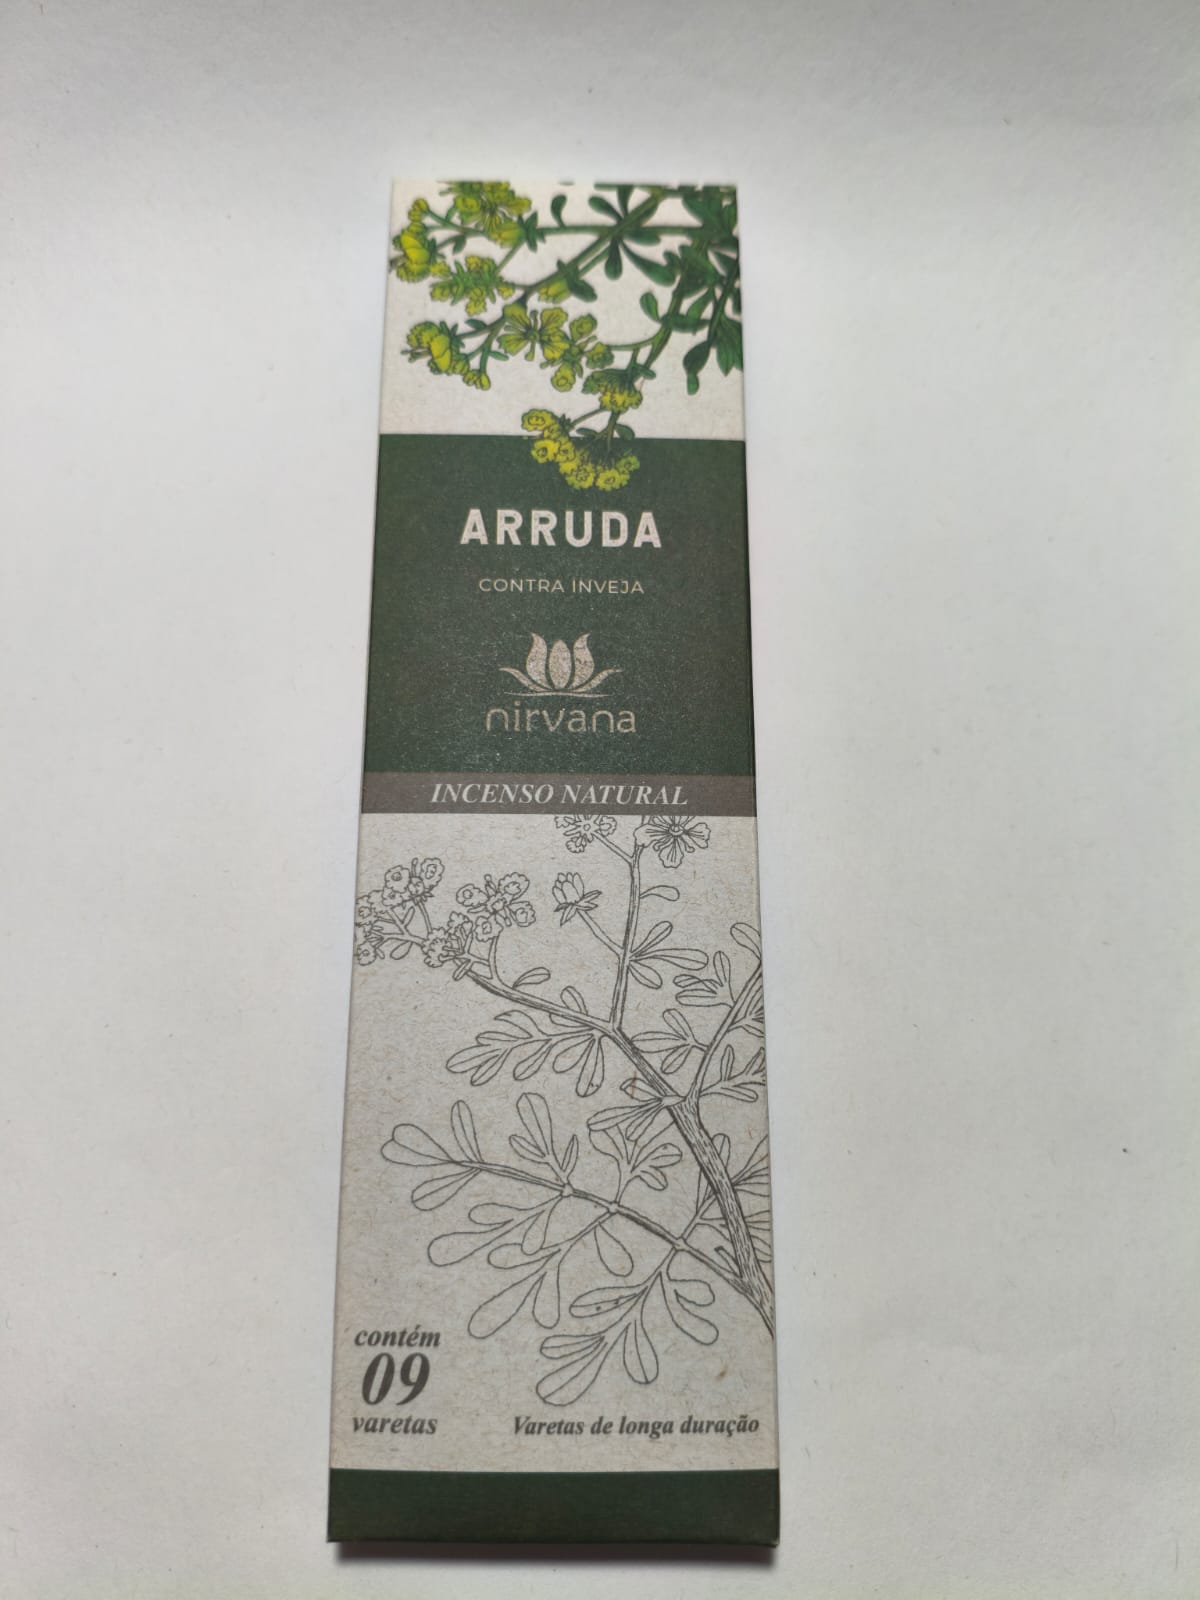 ARRUDA
CONTRA INVEJA
nirvana
INCENSO NATURAL
contém
09
varetas
Varetas de longa duração